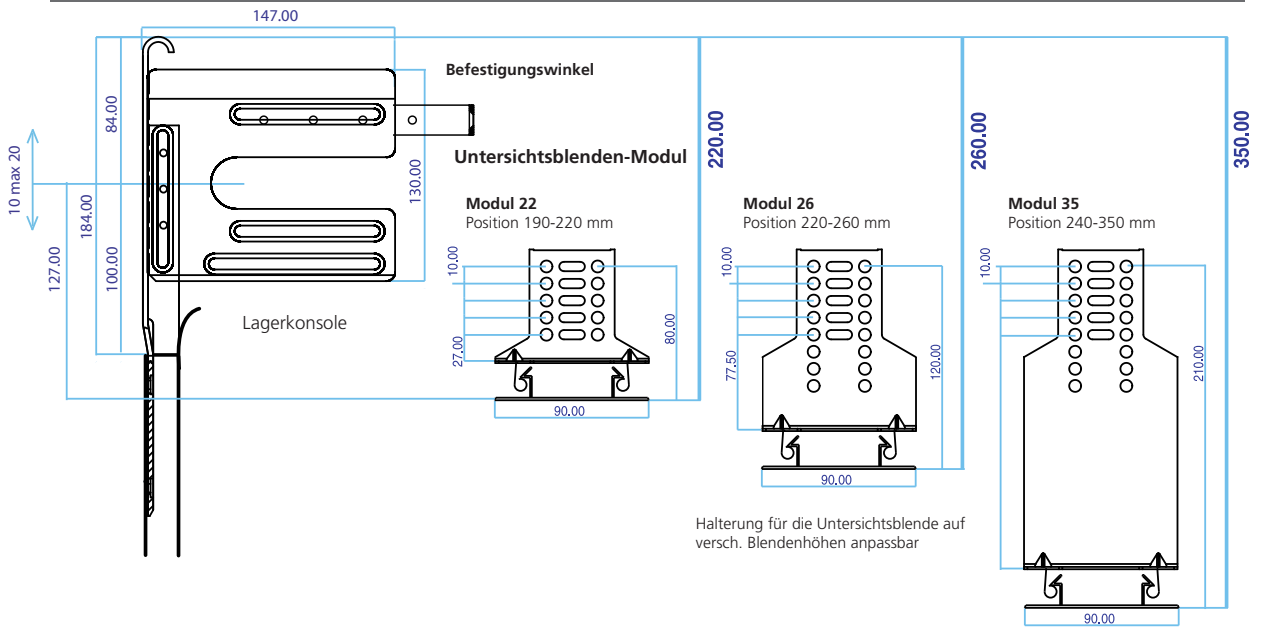 147.00
Befestigungswinkel
84.00
10 max 20
184.00
127.00
100.00
130.00
Lagerkonsole
Untersichtsblenden-Modul
220.00
260.00
350.00
Modul 22
Position 190-220 mm
10.00
27.00
80.00
90.00
Modul 26
Position 220-260 mm
10.00
77.50
120.00
90.00
Modul 35
Position 240-350 mm
10.00
210.00
90.00
Halterung für die Untersichtsblende auf
versch. Blendenhöhen anpassbar